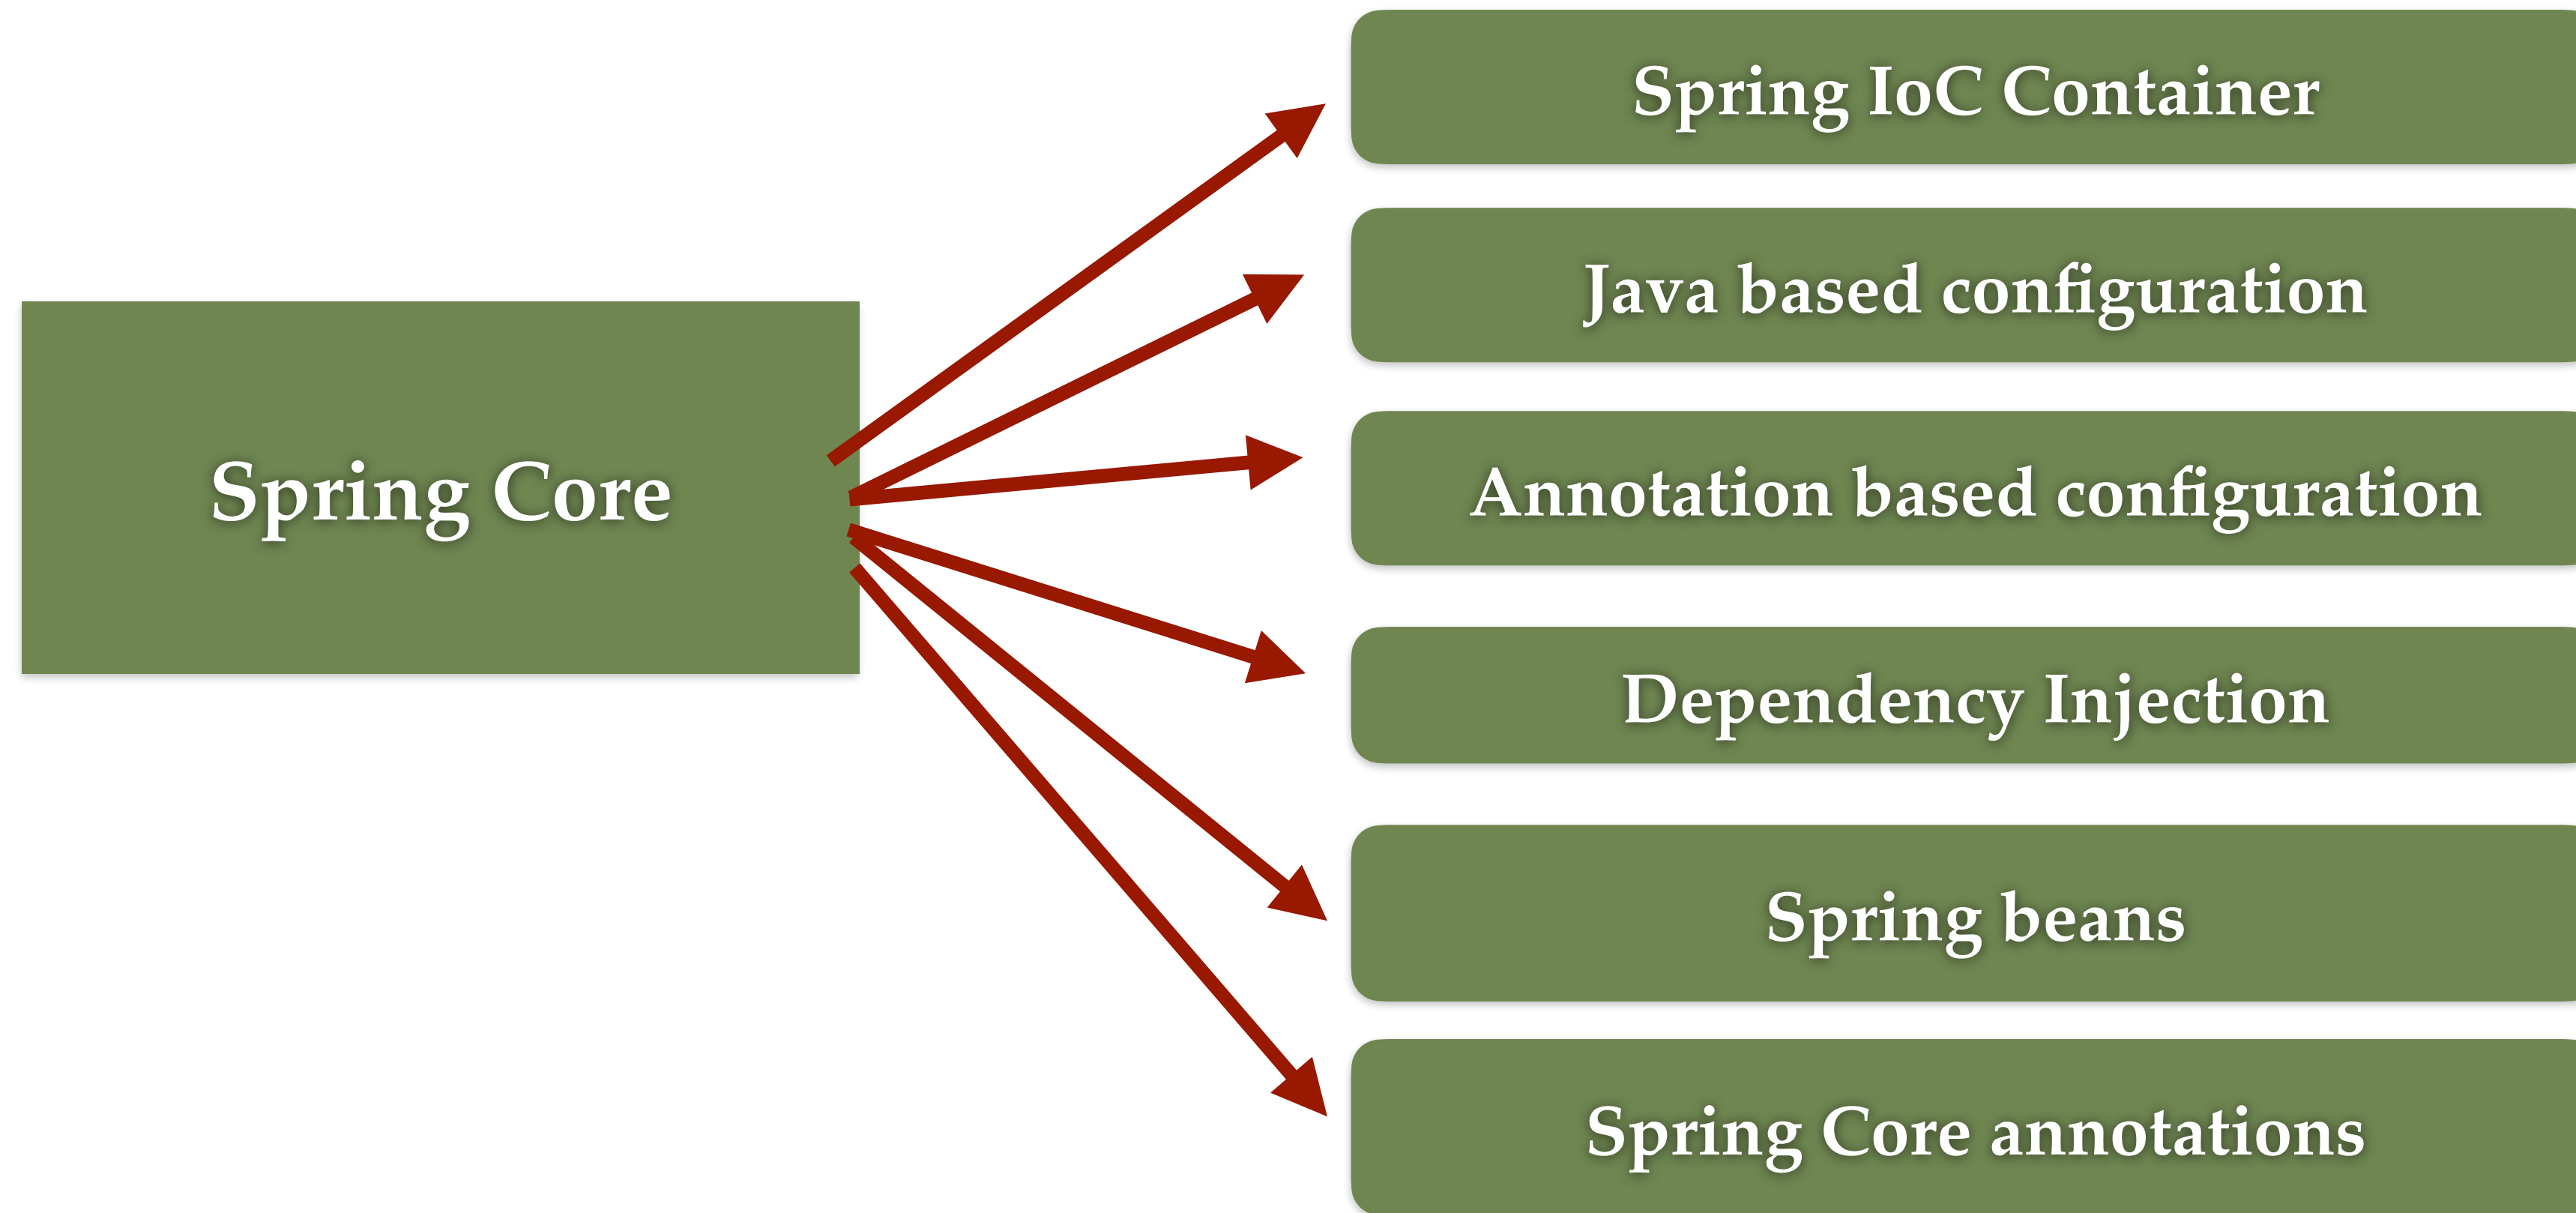 Spring Core
Spring IoC Container
Java based configuration
Annotation based configuration
Dependency Injection
Spring beans
Spring Core annotations